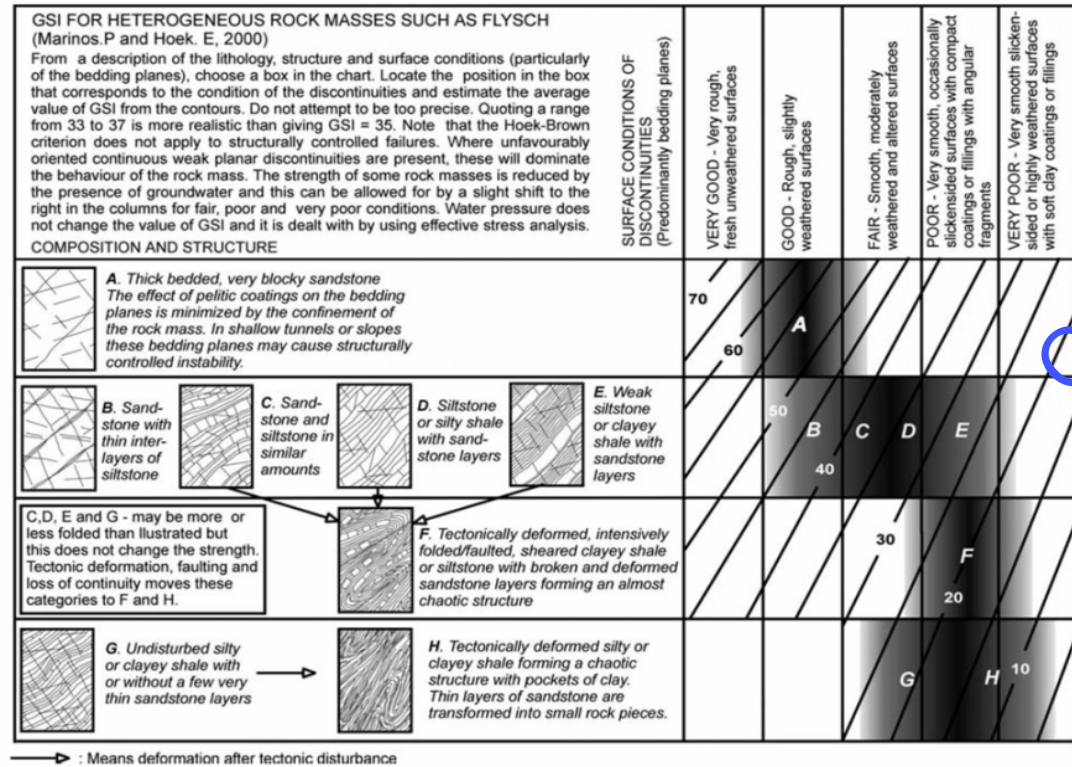 GSI FOR HETEROGENEOUS ROCK MASSES SUCH AS FLYSCH
(Marinos.P and Hoek. E, 2000)
From a description of the lithology, structure and surface conditions (particularly
of the bedding planes), choose a box in the chart. Locate the position in the box
that corresponds to the condition of the discontinuities and estimate the average
value of GSI from the contours. Do not attempt to be too precise. Quoting a range
from 33 to 37 is more realistic than giving GSI = 35. Note that the Hoek-Brown
criterion does not apply to structurally controlled failures. Where unfavourably
oriented continuous weak planar discontinuities are present, these will dominate
the behaviour of the rock mass. The strength of some rock masses is reduced by
the presence of groundwater and this can be allowed for by a slight shift to the
right in the columns for fair, poor and very poor conditions. Water pressure does
not change the value of GSI and it is dealt with by using effective stress analysis.
COMPOSITION AND STRUCTURE
SURFACE CONDITIONS OF
DISCONTINUITIES
(Predominantly bedding planes)
VERY GOOD - Very rough,
fresh unweathered surfaces
GOOD - Rough, slightly
weathered surfaces
FAIR - Smooth, moderately
weathered and altered surfaces
POOR - Very smooth, occasionally
slickensided surfaces with compact
coatings or fillings with angular
fragments
VERY POOR - Very smooth slicken-
sided or highly weathered surfaces
with soft clay coatings or fillings
A. Thick bedded, very blocky sandstone
The effect of pelitic coatings on the bedding
planes is minimized by the confinement of
the rock mass. In shallow tunnels or slopes
these bedding planes may cause structurally
controlled instability.
70
60
A
B. Sand-
stone with
thin inter-
layers of
siltstone
C. Sand-
stone and
siltstone in
similar
amounts
D. Siltstone
or silty shale
with sand-
stone layers
E. Weak
siltstone
or clayey
shale with
sandstone
layers
50
B
C
D
E
40
C,D, E and G - may be more or
less folded than llustrated but
this does not change the strength.
Tectonic deformation, faulting and
loss of continuity moves these
categories to F and H.
F. Tectonically deformed, intensively
folded/faulted, sheared clayey shale
or siltstone with broken and deformed
sandstone layers forming an almost
chaotic structure
30
F
20
G. Undisturbed silty
or clayey shale with
or without a few very
thin sandstone layers
H. Tectonically deformed silty or
clayey shale forming a chaotic
structure with pockets of clay.
Thin layers of sandstone are
transformed into small rock pieces.
G
H
10
: Means deformation after tectonic disturbance